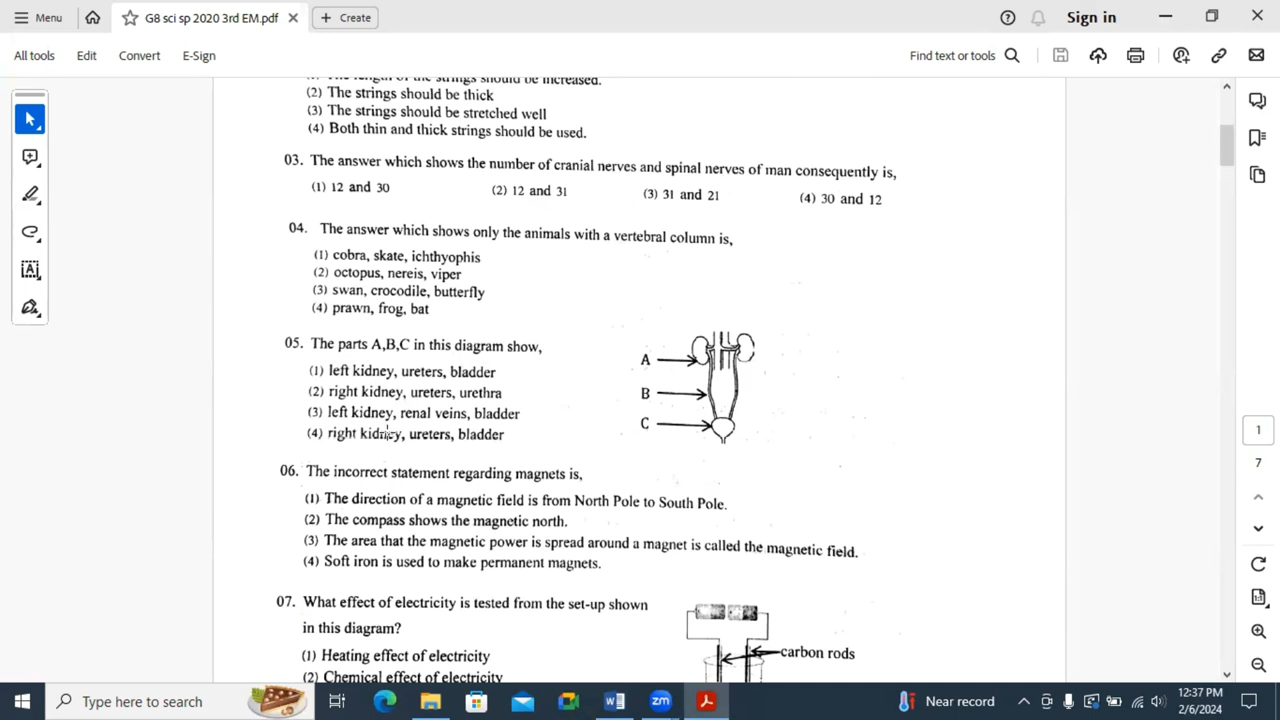 Menu
G8 sci sp 2020 3rd EM.pdf
Create
Sign in
All tools
Edit
Convert
E-Sign
Find text or tools
(1) The length of the strings should be increased.
(2) The strings should be thick
(3) The strings should be stretched well
(4) Both thin and thick strings should be used.
03. The answer which shows the number of cranial nerves and spinal nerves of man consequently is,
(1) 12 and 30 (2) 12 and 31 (3) 31 and 21 (4) 30 and 12
04. The answer which shows only the animals with a vertebral column is,
(1) cobra, skate, ichthyophis
(2) octopus, nereis, viper
(3) swan, crocodile, butterfly
(4) prawn, frog, bat
05. The parts A,B,C in this diagram show,
(1) left kidney, ureters, bladder
(2) right kidney, ureters, urethra
(3) left kidney, renal veins, bladder
(4) right kidney, ureters, bladder
A
B
C
06. The incorrect statement regarding magnets is,
(1) The direction of a magnetic field is from North Pole to South Pole.
(2) The compass shows the magnetic north.
(3) The area that the magnetic power is spread around a magnet is called the magnetic field.
(4) Soft iron is used to make permanent magnets.
07. What effect of electricity is tested from the set-up shown
in this diagram?
(1) Heating effect of electricity
(2) Chemical effect of electricity
carbon rods
1
7
Type here to search
Near record
12:37 PM
2/6/2024